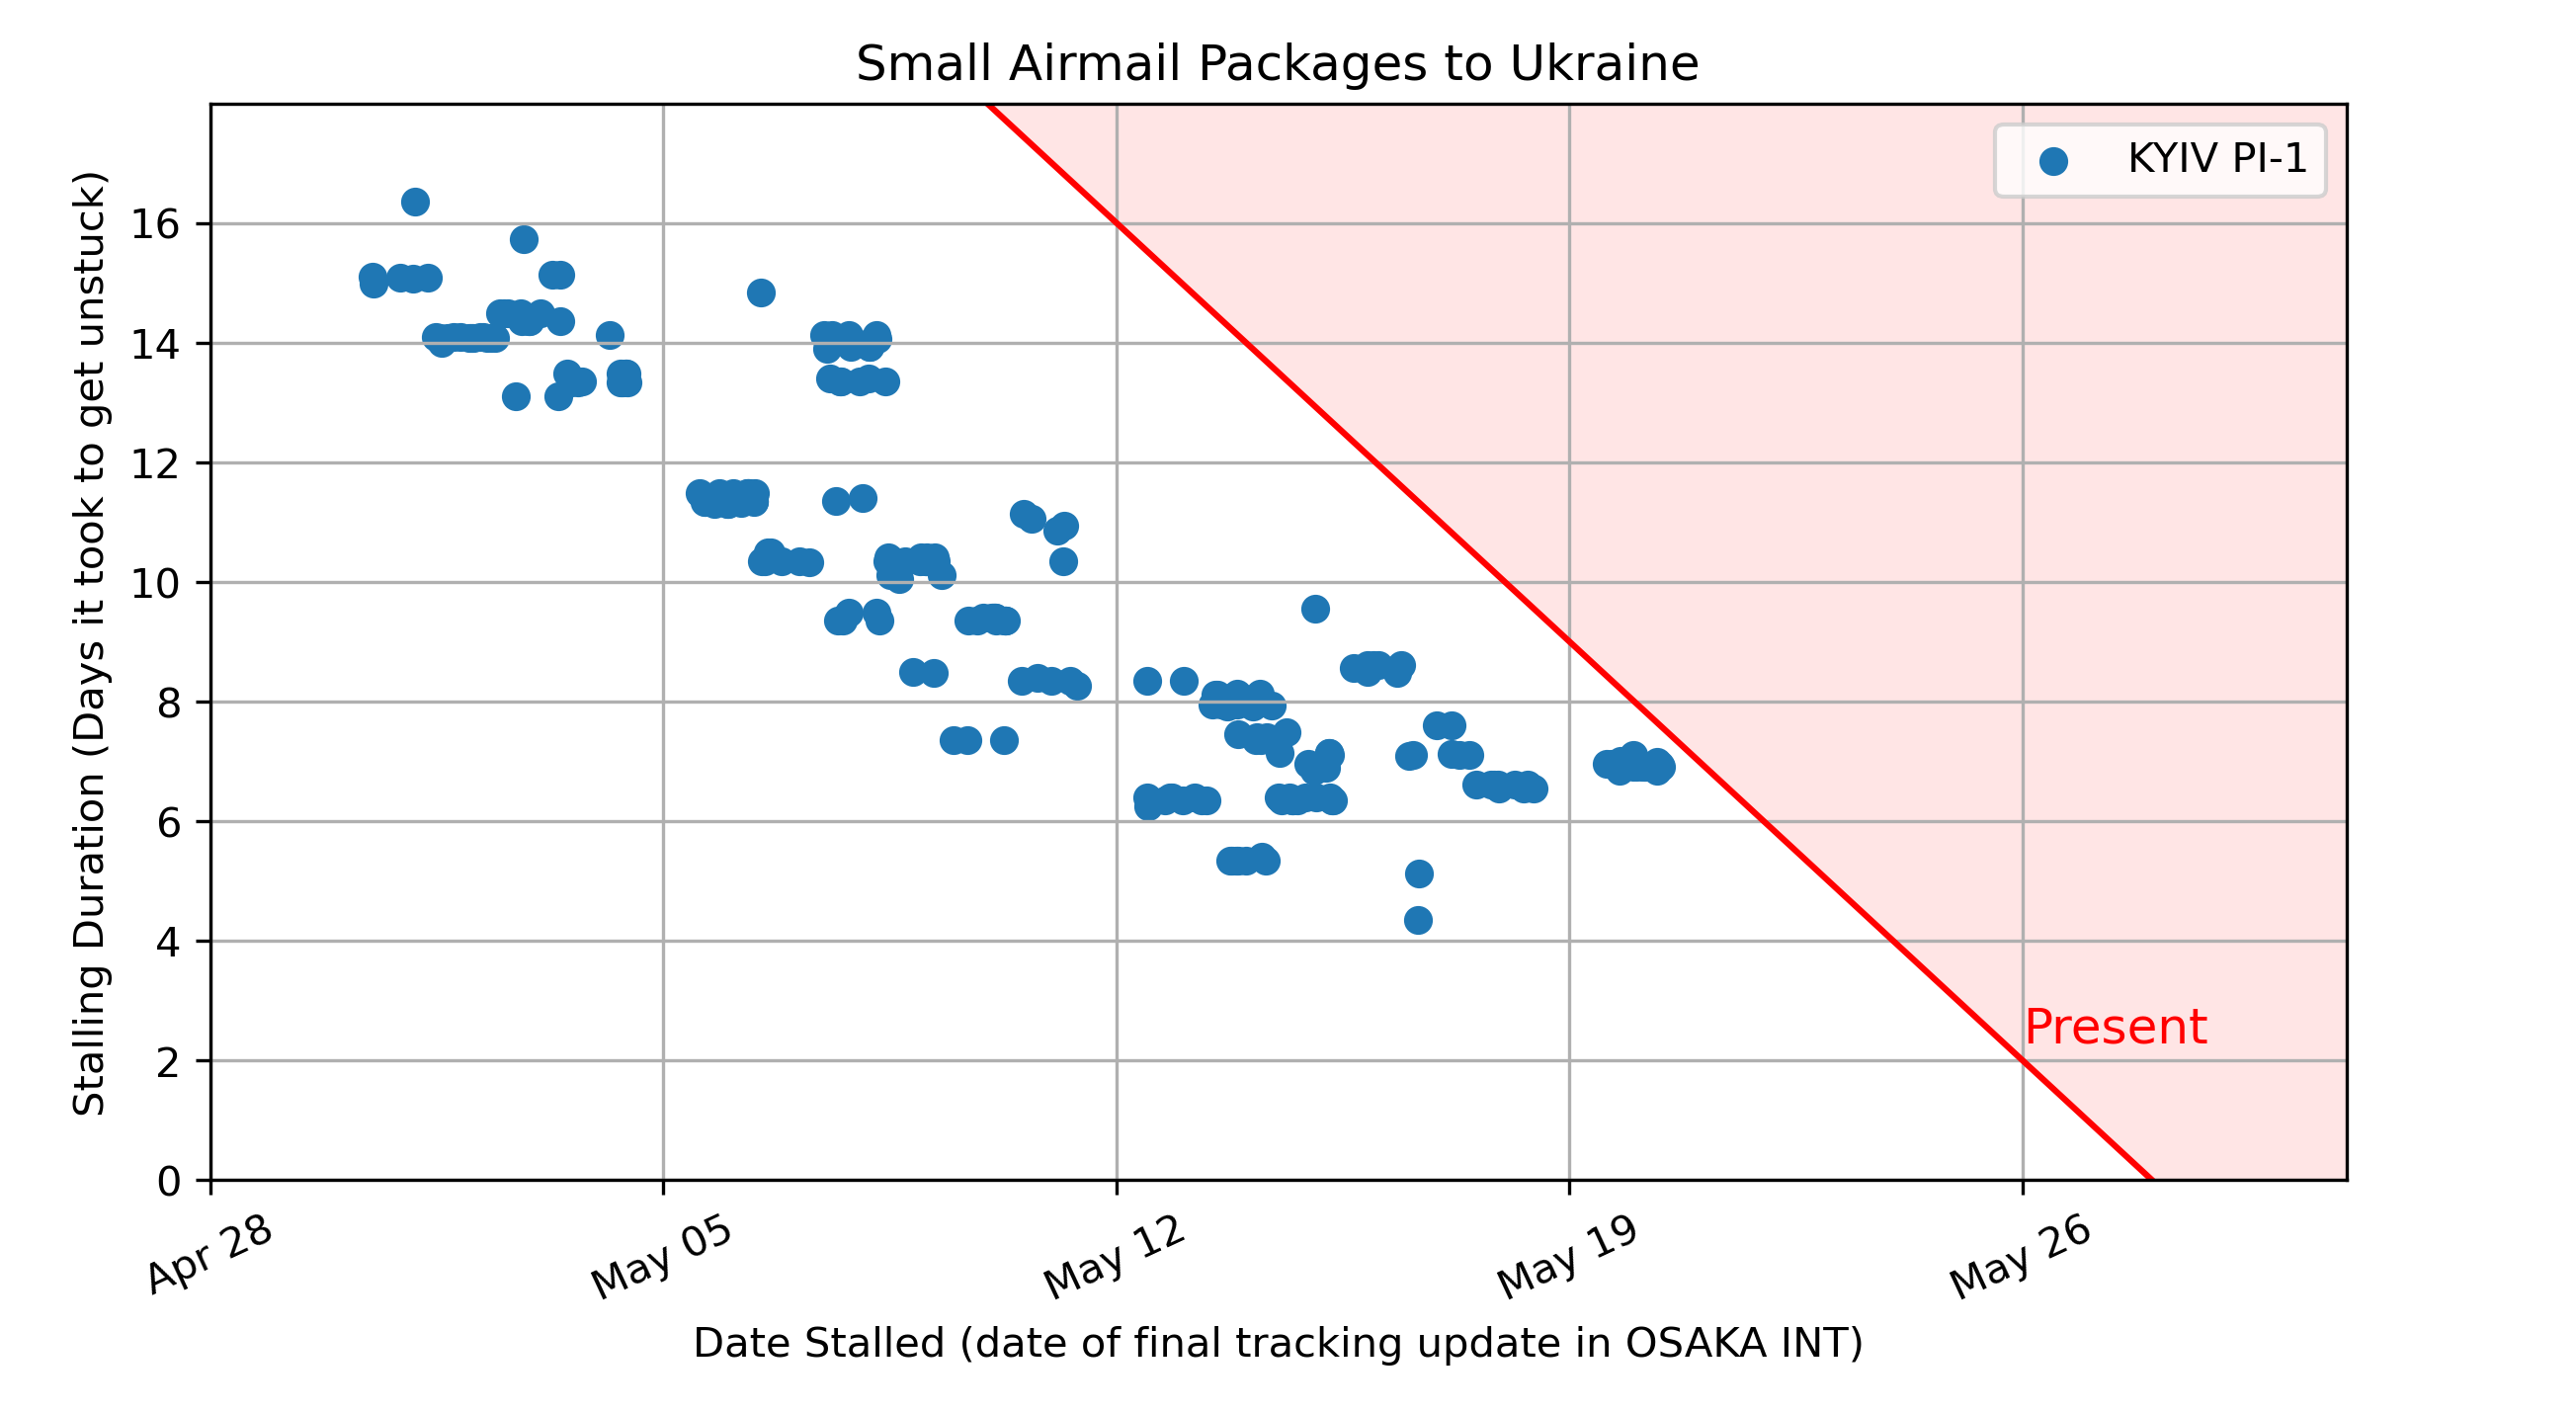 Small Airmail Packages to Ukraine
KYIV PI-1
Stalling Duration (Days it took to get unstuck)
16
14
12
10
8
6
4
2
0
Present
Apr 28
May 05
May 12
May 19
May 26
Date Stalled (date of final tracking update in OSAKA INT)